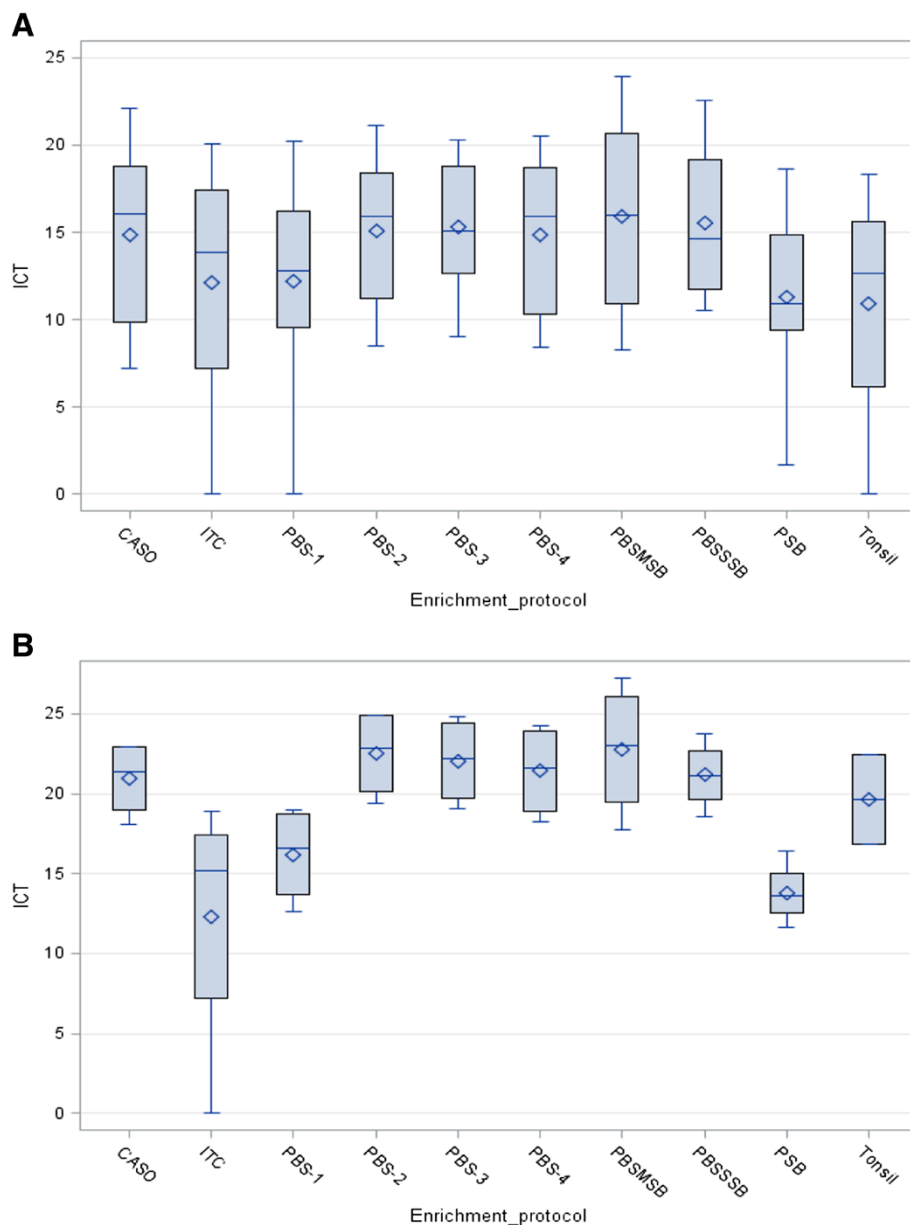 A
25
20
15
10
5
0
ICT
CASO
ITC
PBS-1
PBS-2
PBS-3
PBS-4
PBSMSB
PBSSSB
PSB
Tonsil
Enrichment_protocol
B
25
20
15
10
5
0
ICT
CASO
ITC
PBS-1
PBS-2
PBS-3
PBS-4
PBSMSB
PBSSSB
PSB
Tonsil
Enrichment_protocol